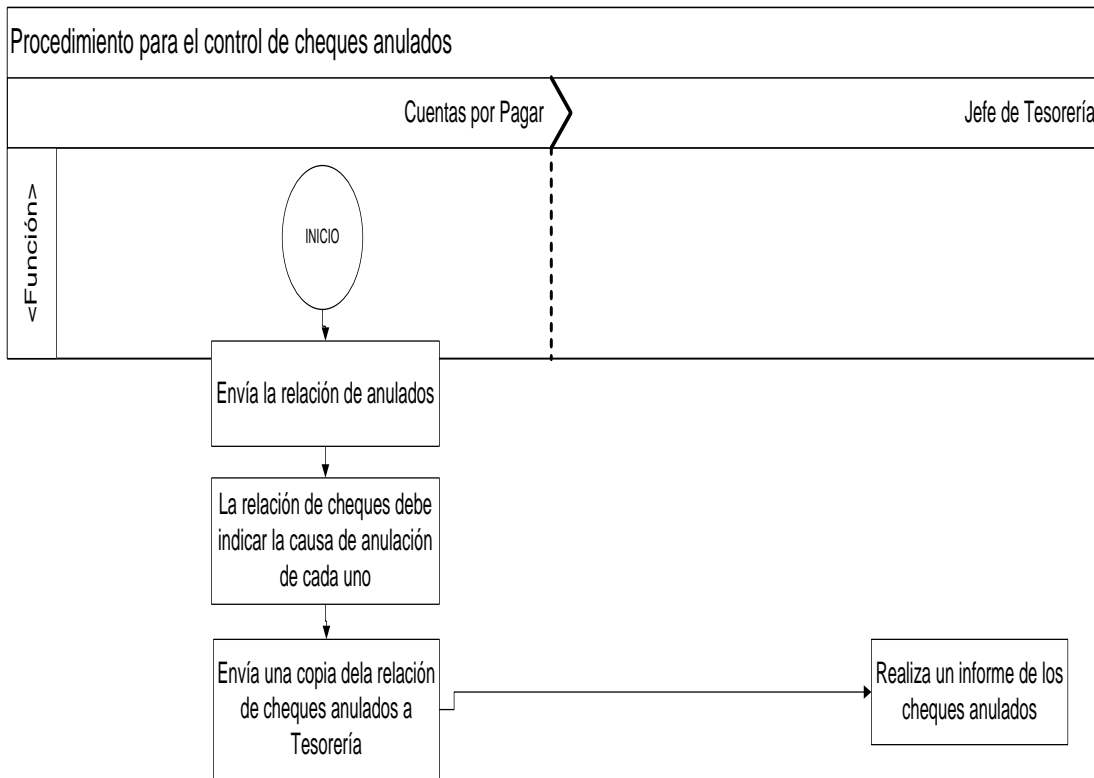 Procedimiento para el control de cheques anulados
Cuentas por Pagar
Jefe de Tesorería
<Función>
INICIO
Envía la relación de anulados
La relación de cheques debe
indicar la causa de anulación
de cada uno
Envía una copia dela relación
de cheques anulados a
Tesorería
Realiza un informe de los
cheques anulados